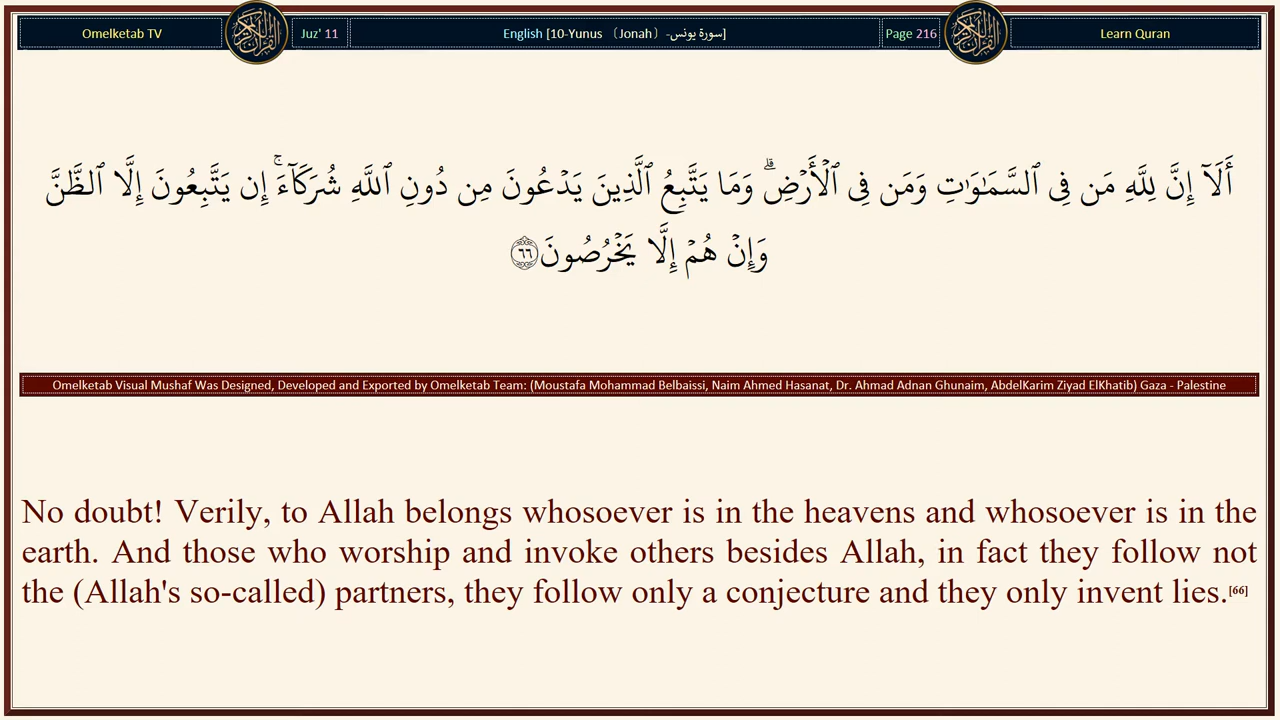 Omelketab TV
Juz' 11
English [10-Yunus （Jonah）-سورة يونس]
Page 216
Learn Quran
أَلَآ إِنَّ لِلَّهِ مَن فِى ٱلسَّمَـٰوَٰتِ وَمَن فِى ٱلْأَرْضِ ۗ وَمَا يَتَّبِعُ ٱلَّذِينَ يَدْعُونَ مِن دُونِ ٱللَّهِ شُرَكَآءَ ۚ إِن يَتَّبِعُونَ إِلَّا ٱلظَّنَّ
وَإِنْ هُمْ إِلَّا يَخْرُصُونَ ٦٦
Omelketab Visual Mushaf Was Designed, Developed and Exported by Omelketab Team: (Moustafa Mohammad Belbaissi, Naim Ahmed Hasanat, Dr. Ahmad Adnan Ghunaim, AbdelKarim Ziyad ElKhatib) Gaza - Palestine
No doubt! Verily, to Allah belongs whosoever is in the heavens and whosoever is in the
earth. And those who worship and invoke others besides Allah, in fact they follow not
the (Allah's so-called) partners, they follow only a conjecture and they only invent lies.[66]